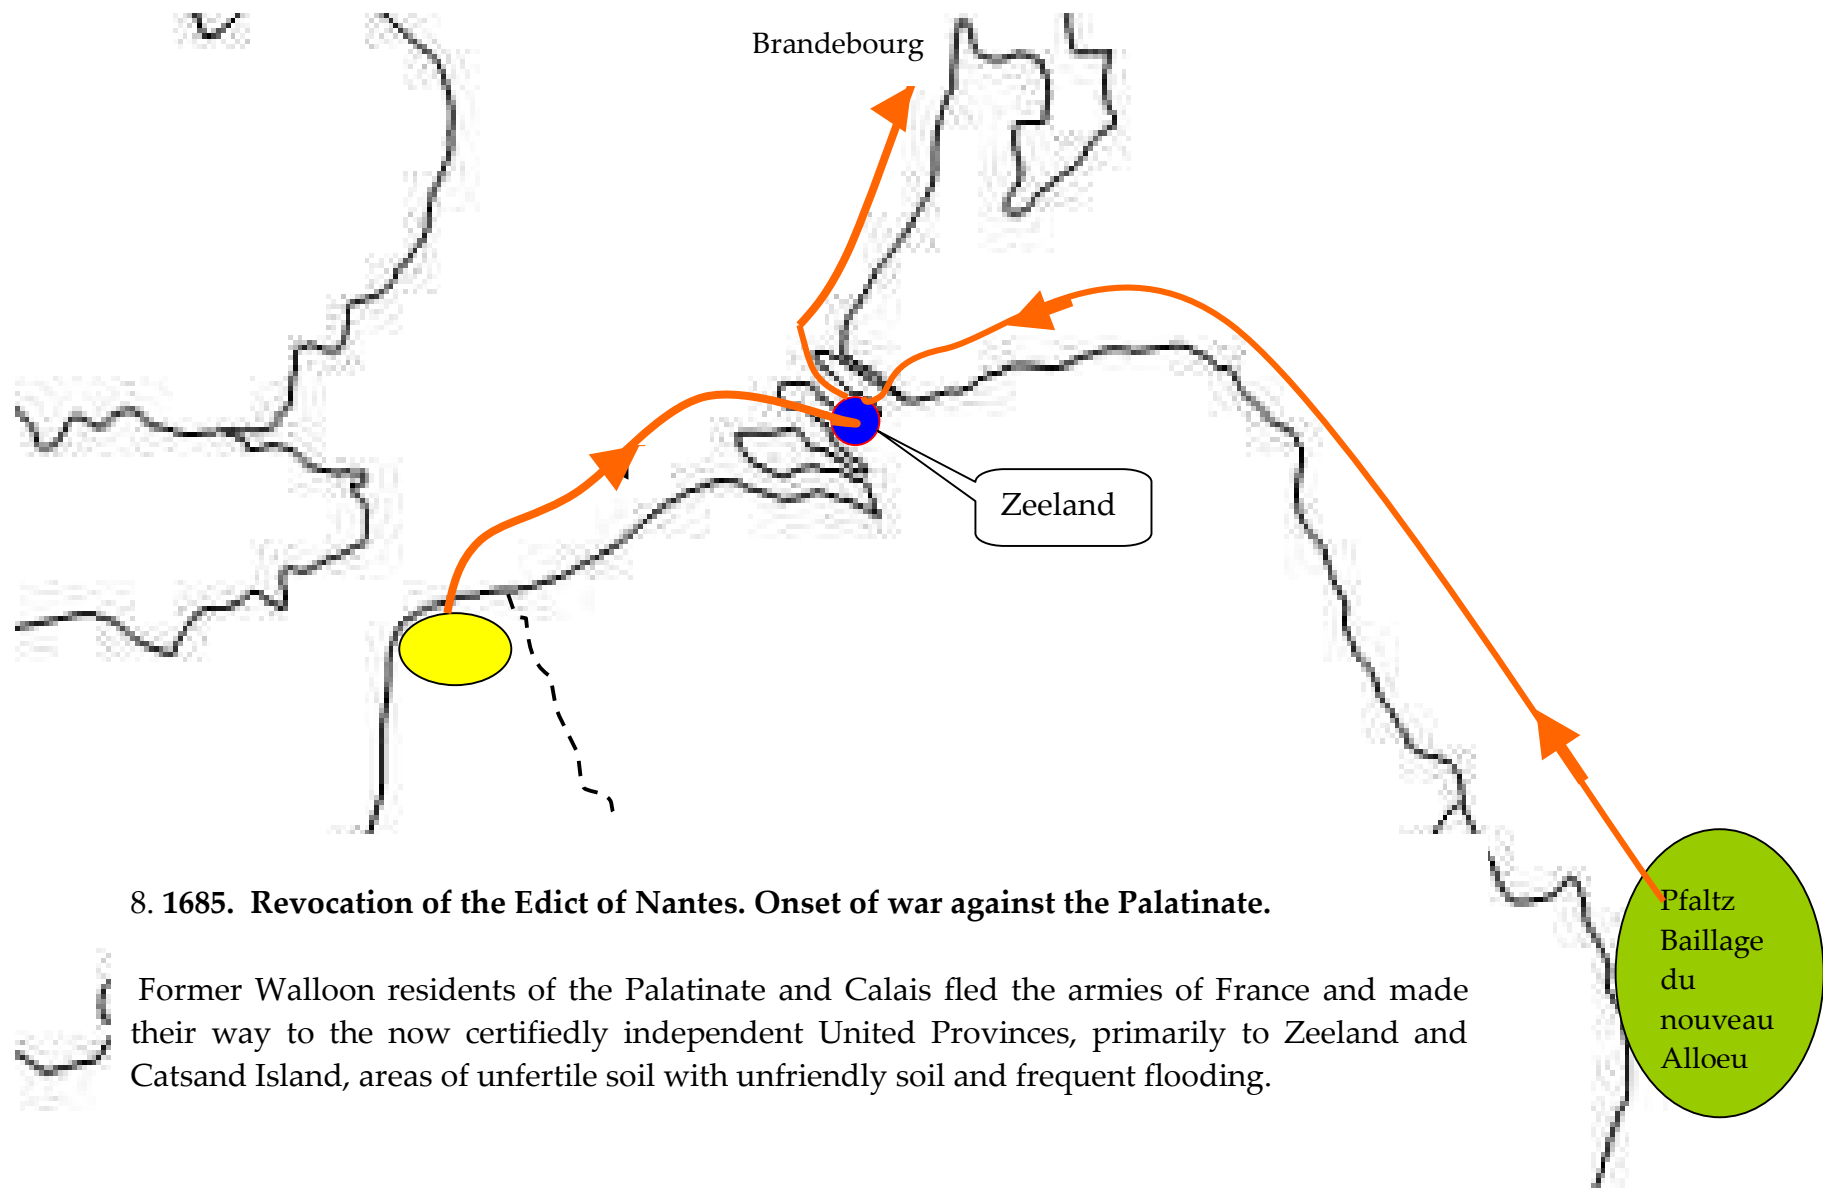 Brandebourg
Zeeland
8. 1685.  Revocation of the Edict of Nantes. Onset of war against the Palatinate.
Pfaltz
Baillage
du
nouveau
Alloeu
Former Walloon residents of the Palatinate and Calais fled the armies of France and made
their way to the now certifiedly independent United Provinces, primarily to Zeeland and
Catsand Island, areas of unfertile soil with unfriendly soil and frequent flooding.